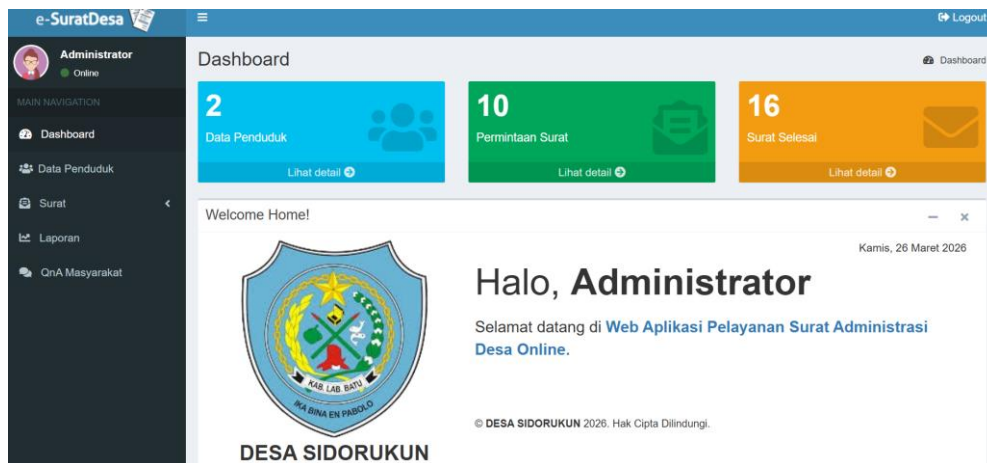 e-SuratDesa
Logout
Administrator
Online
MAIN NAVIGATION
Dashboard
Data Penduduk
Surat
Laporan
QnA Masyarakat
Dashboard
Dashboard
2
Data Penduduk
Lihat detail
10
Permintaan Surat
Lihat detail
16
Surat Selesai
Lihat detail
Welcome Home!
Kamis, 26 Maret 2026
KAB. LAB. BATU
IKA BINA EN PABOLO
DESA SIDORUKUN
Halo, Administrator
Selamat datang di Web Aplikasi Pelayanan Surat Administrasi
Desa Online.
© DESA SIDORUKUN 2026. Hak Cipta Dilindungi.